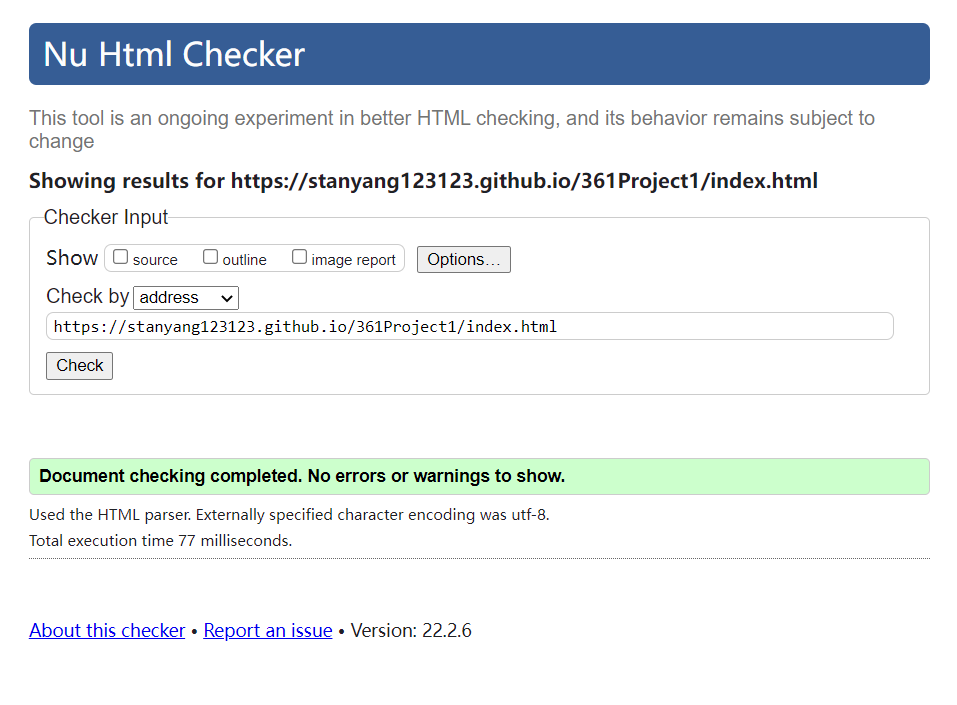 Nu Html Checker
This tool is an ongoing experiment in better HTML checking, and its behavior remains subject to
change
Showing results for https://stanyang123123.github.io/361Project1/index.html
Checker Input
Show source outline image report Options…
Check by address
https://stanyang123123.github.io/361Project1/index.html
Check
Document checking completed. No errors or warnings to show.
Used the HTML parser. Externally specified character encoding was utf-8.
Total execution time 77 milliseconds.
About this checker • Report an issue • Version: 22.2.6